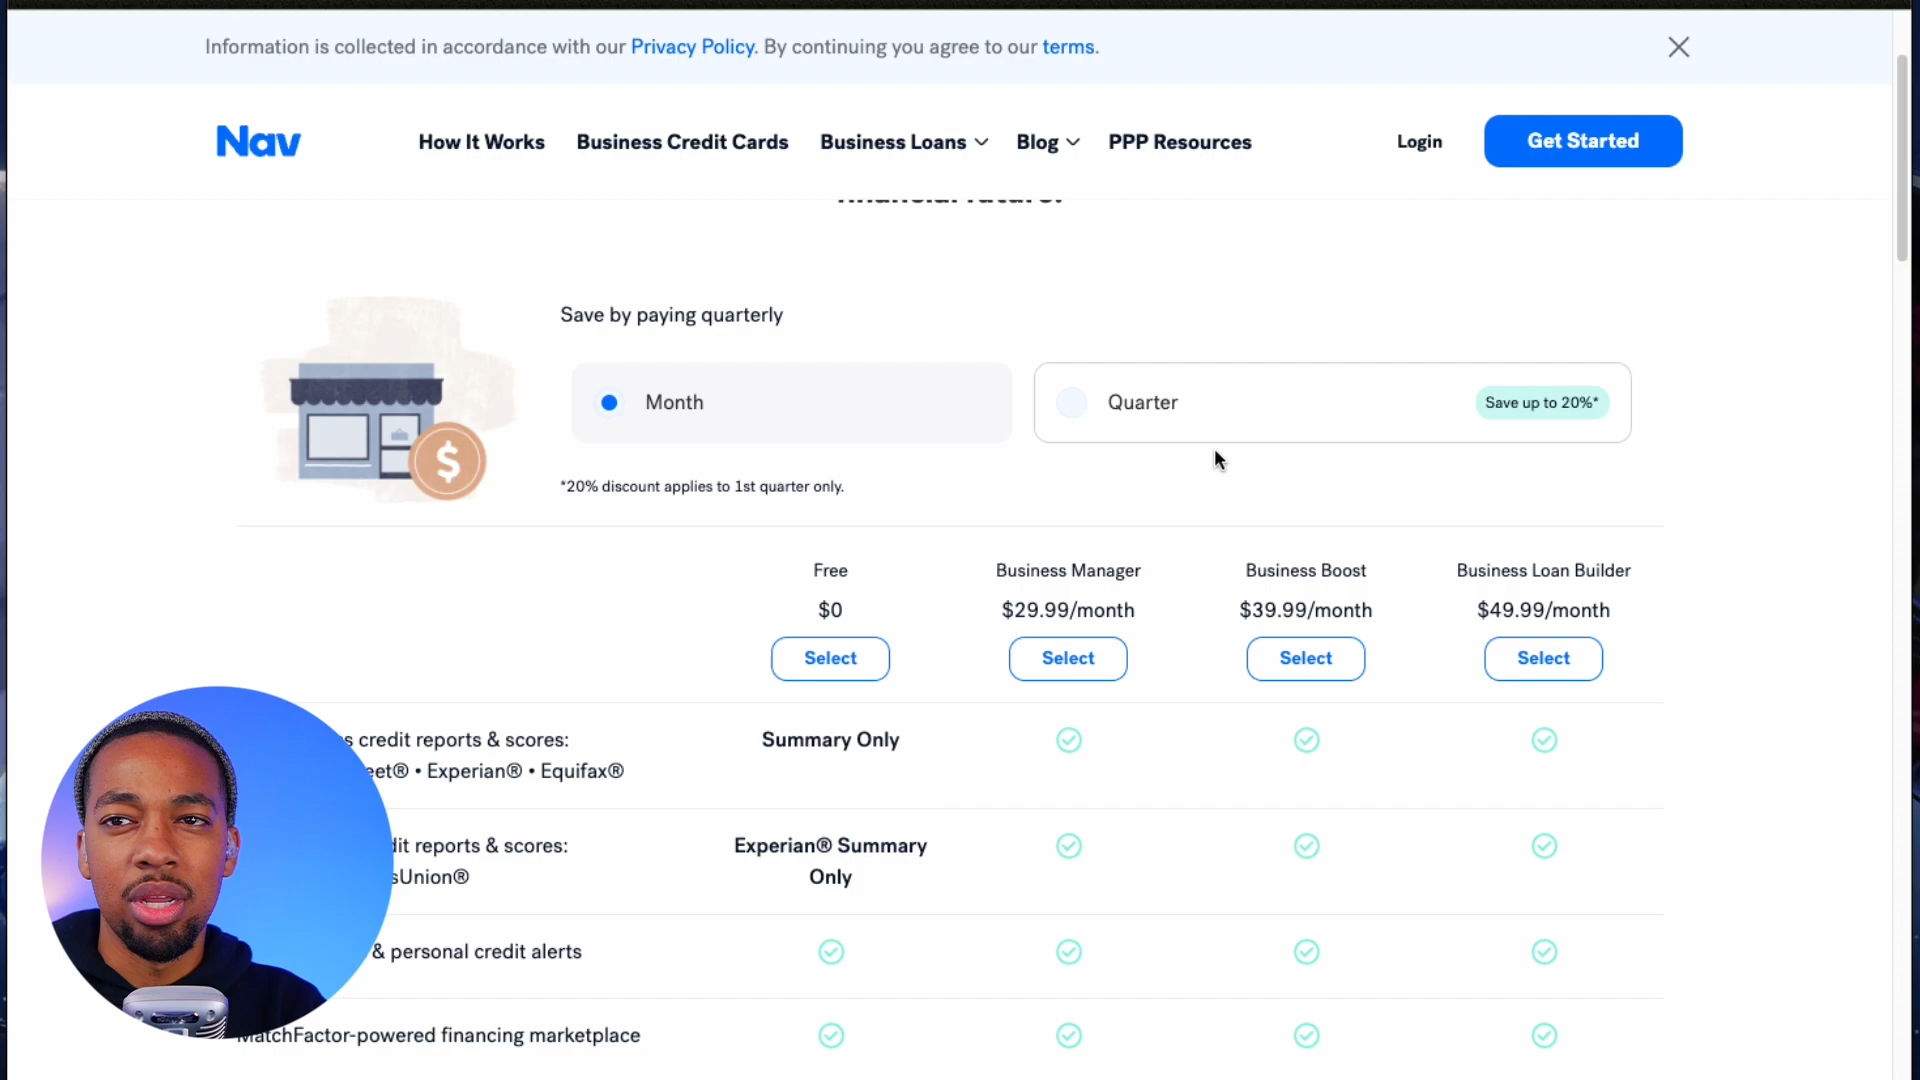 Information is collected in accordance with our Privacy Policy. By continuing you agree to our terms.
Nav
How It Works
Business Credit Cards
Business Loans
Blog
PPP Resources
Login
Get Started
financial future.
Save by paying quarterly
Month
Quarter
Save up to 20%*
$
*20% discount applies to 1st quarter only.
Free
Business Manager
Business Boost
Business Loan Builder
$0
$29.99/month
$39.99/month
$49.99/month
Select
Select
Select
Select
credit reports & scores:
Summary Only
• Experian® • Equifax®
reports & scores:
Experian® Summary
Only
& personal credit alerts
MatchFactor-powered financing marketplace